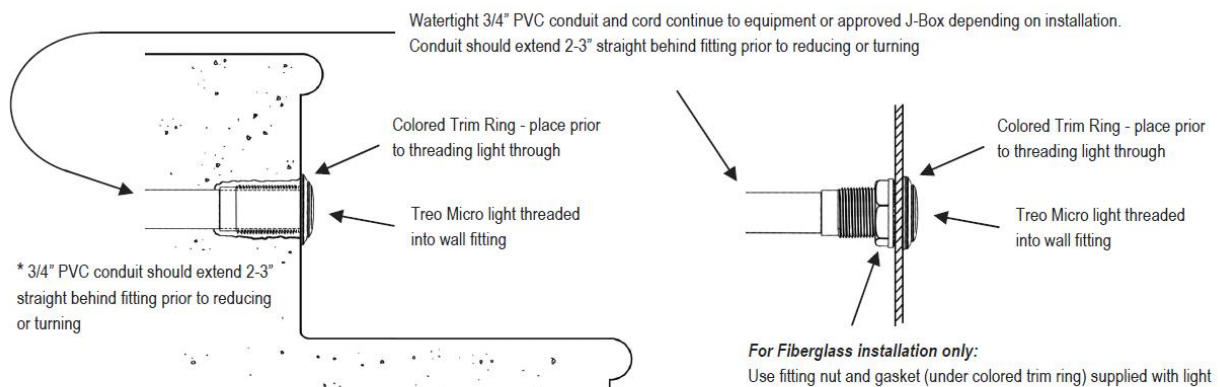 Watertight 3/4" PVC conduit and cord continue to equipment or approved J-Box depending on installation.
Conduit should extend 2-3" straight behind fitting prior to reducing or turning
Colored Trim Ring - place prior
to threading light through
Treo Micro light threaded
into wall fitting
* 3/4" PVC conduit should extend 2-3"
straight behind fitting prior to reducing
or turning
Colored Trim Ring - place prior
to threading light through
Treo Micro light threaded
into wall fitting
For Fiberglass installation only:
Use fitting nut and gasket (under colored trim ring) supplied with light